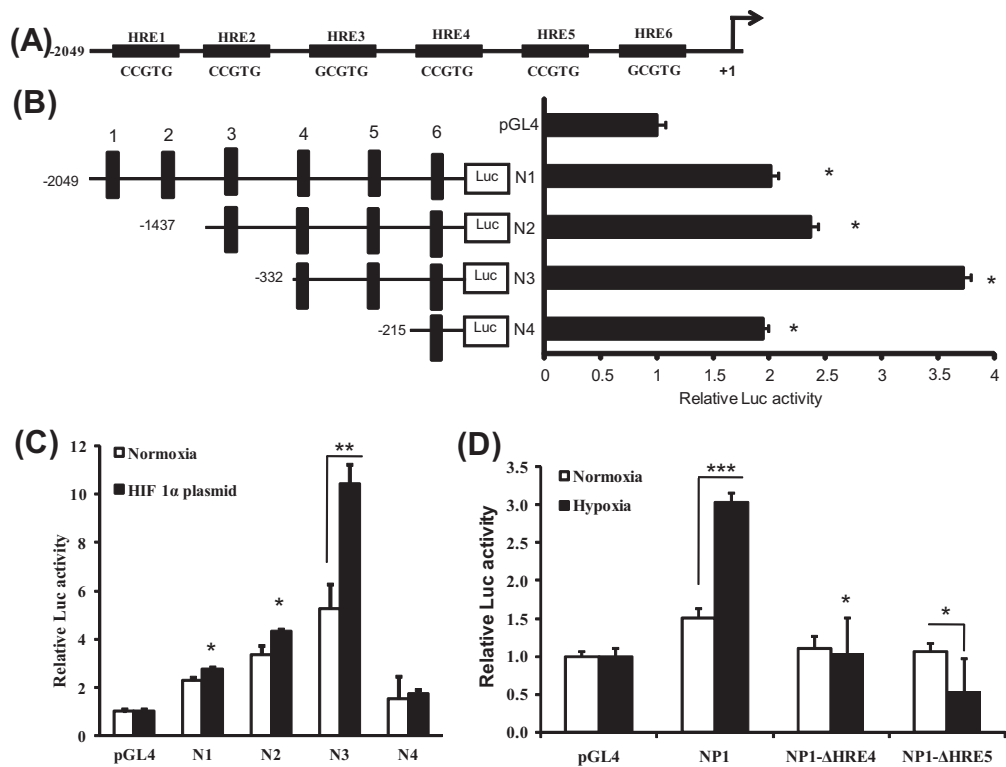 (A)
HRE1 HRE2 HRE3 HRE4 HRE5 HRE6
-2049
CCGTG CCGTG GCGTG CCGTG CCGTG GCGTG +1
(B)
1 2 3 4 5 6
pGL4
-2049 Luc N1 *
-1437 Luc N2 *
-332 Luc N3 *
-215 Luc N4 *
0 0.5 1 1.5 2 2.5 3 3.5 4
Relative Luc activity
(C)
Normoxia
HIF 1α plasmid
Relative Luc activity
12
10
8
6
4
2
0
* * **
pGL4 N1 N2 N3 N4
(D)
Normoxia
Hypoxia
Relative Luc activity
3.5
3.0
2.5
2.0
1.5
1.0
0.5
0.0
*** * *
pGL4 NP1 NP1-ΔHRE4 NP1-ΔHRE5